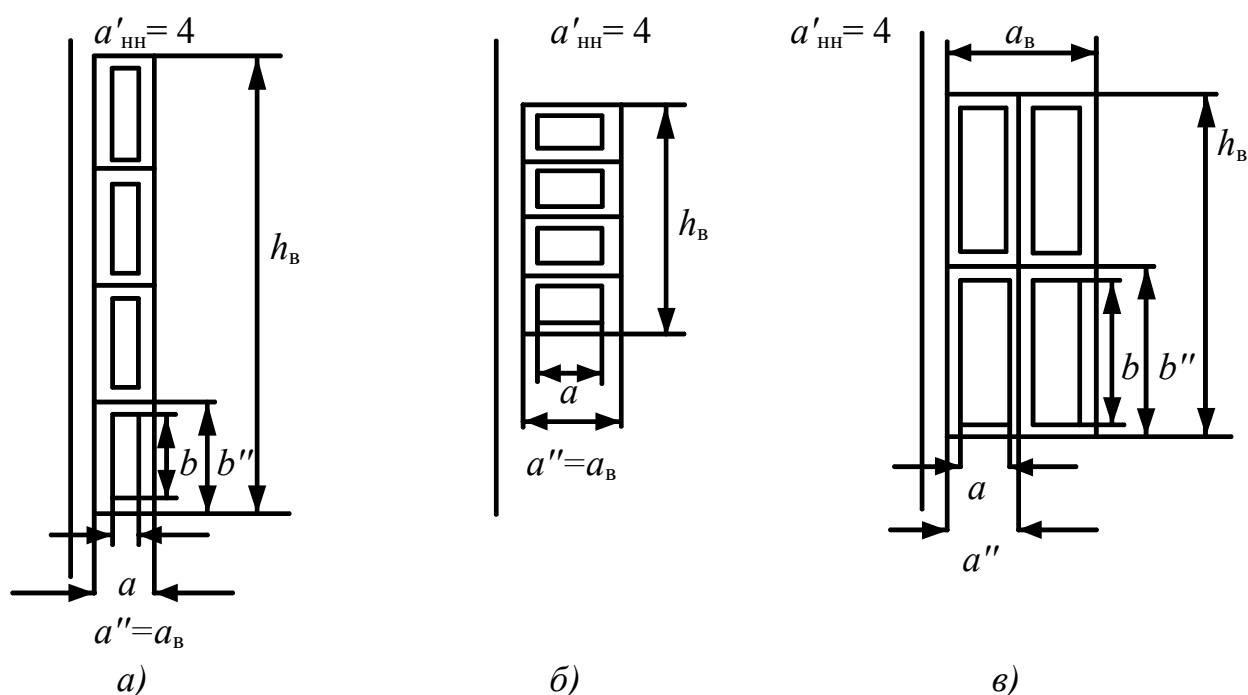 a′нн= 4
hв
b b″
a
a″=aв
а)
a′нн= 4
hв
a
a″=aв
б)
a′нн= 4
aв
hв
b b″
a
a″
в)